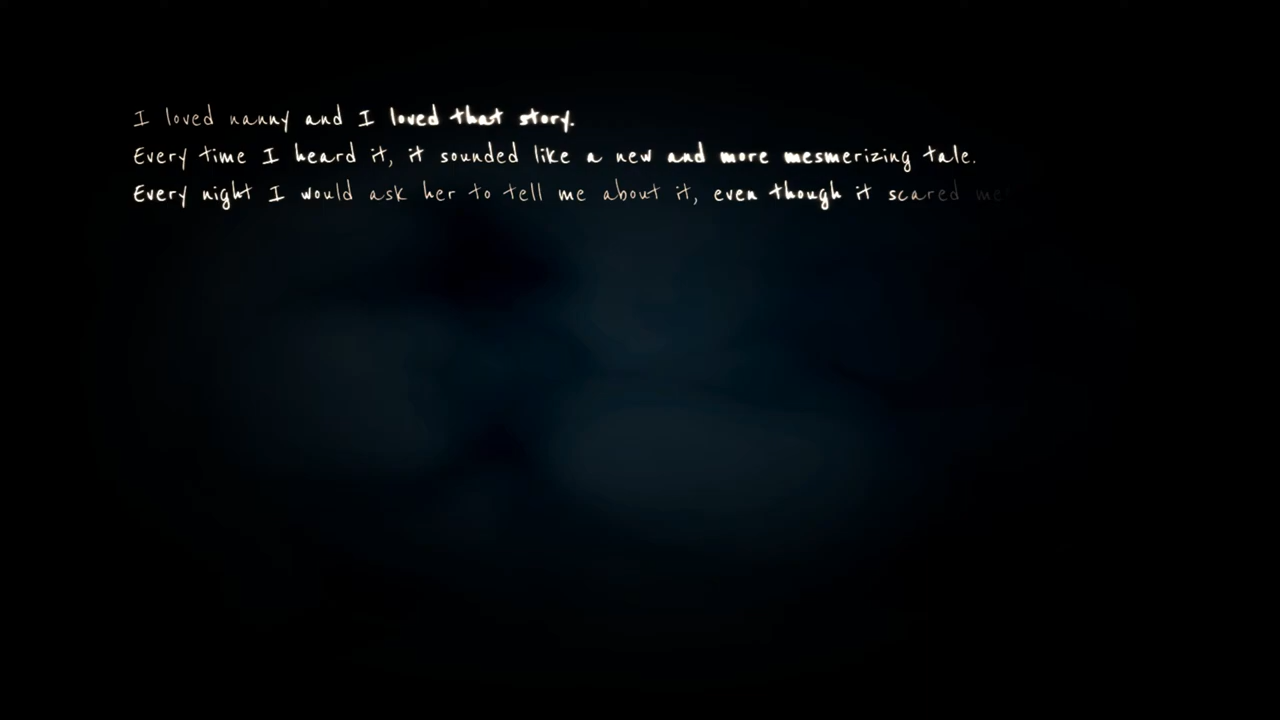 I loved nanny and I loved that story.
Every time I heard it, it sounded like a new and more mesmerizing tale.
Every night I would ask her to tell me about it, even though it scared me